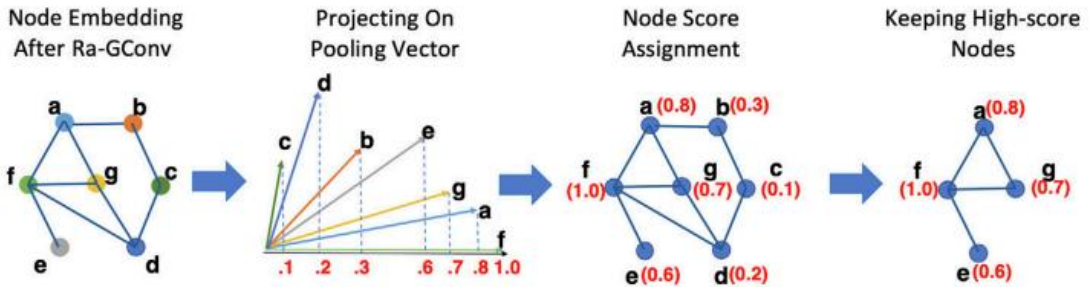 Node Embedding
After Ra-GConv
Projecting On
Pooling Vector
Node Score
Assignment
Keeping High-score
Nodes
a
b
f
g
c
e
d
d
c
b
e
g
a
f
.1
.2
.3
.6
.7
.8
1.0
a(0.8)
b(0.3)
f
(1.0)
g
(0.7)
c
(0.1)
e(0.6)
d(0.2)
a(0.8)
f
(1.0)
g
(0.7)
e(0.6)